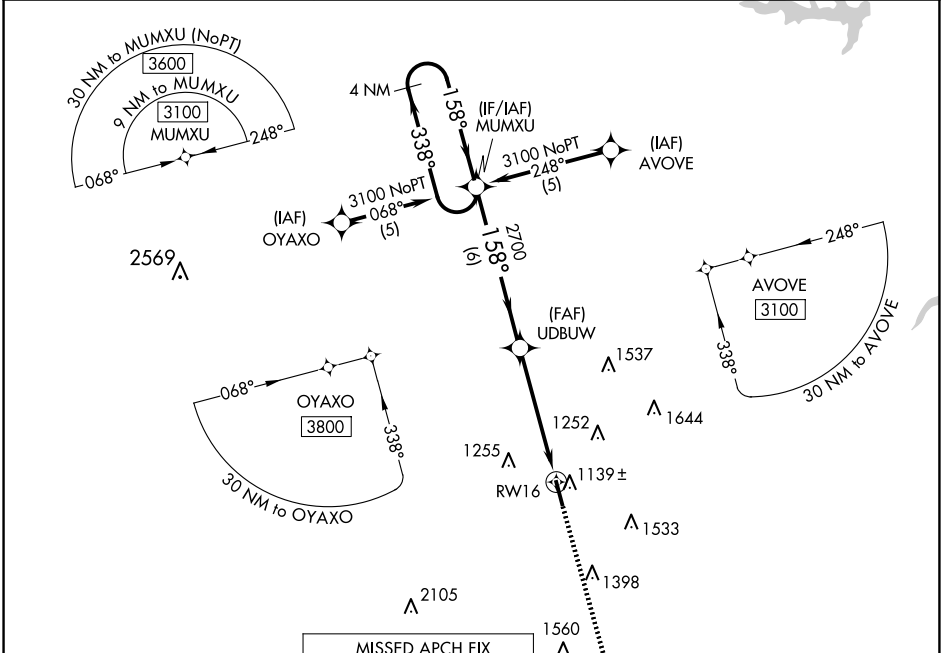 30 NM to MUMXU (NoPT)
3600
9 NM to MUMXU
3100
MUMXU
068°
248°
4 NM
158°
338°
(IF/IAF)
MUMXU
3100 NoPT
248°
(5)
(IAF)
AVOVE
3100 NoPT
068°
(5)
(IAF)
OYAXO
2569
2700
158°
(6)
248°
AVOVE
3100
338°
30 NM to AVOVE
(FAF)
UDBUW
1537
068°
OYAXO
3800
338°
30 NM to OYAXO
1644
1252
1255
RW16
1139 ±
1533
1398
2105
1560
MISSED APCH FIX